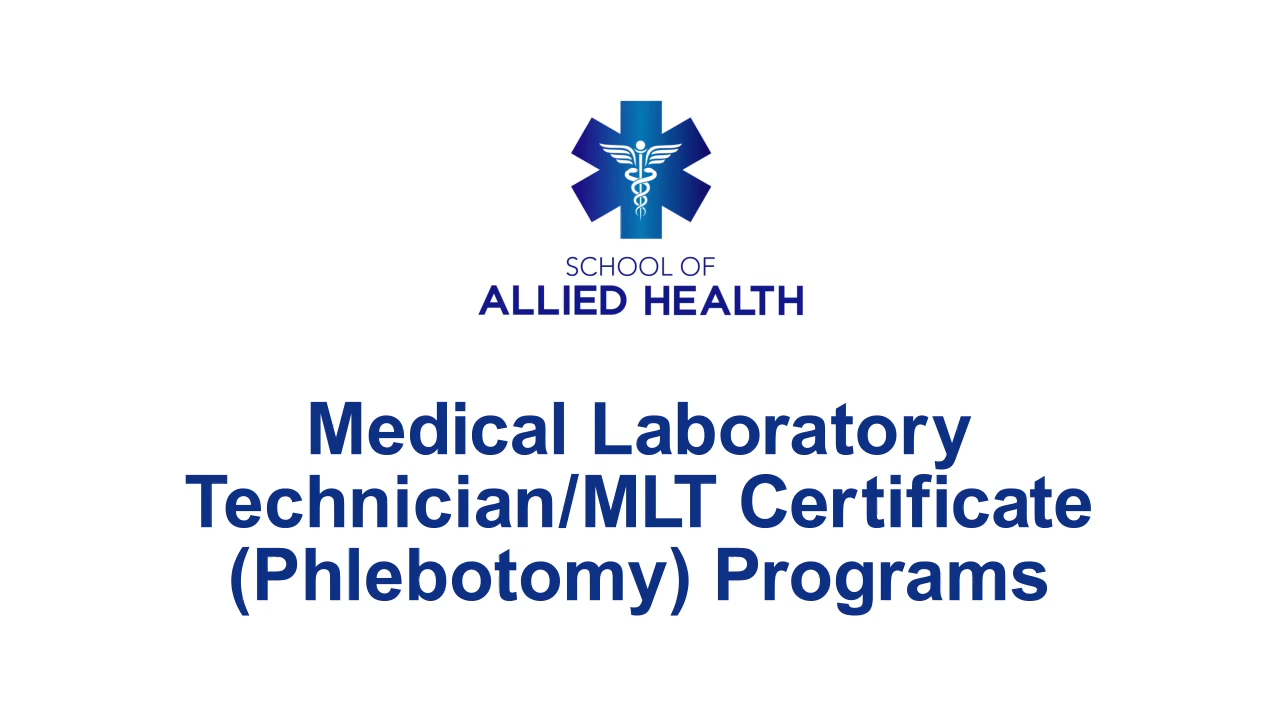 SCHOOL OF
ALLIED HEALTH
Medical Laboratory
Technician/MLT Certificate
(Phlebotomy) Programs